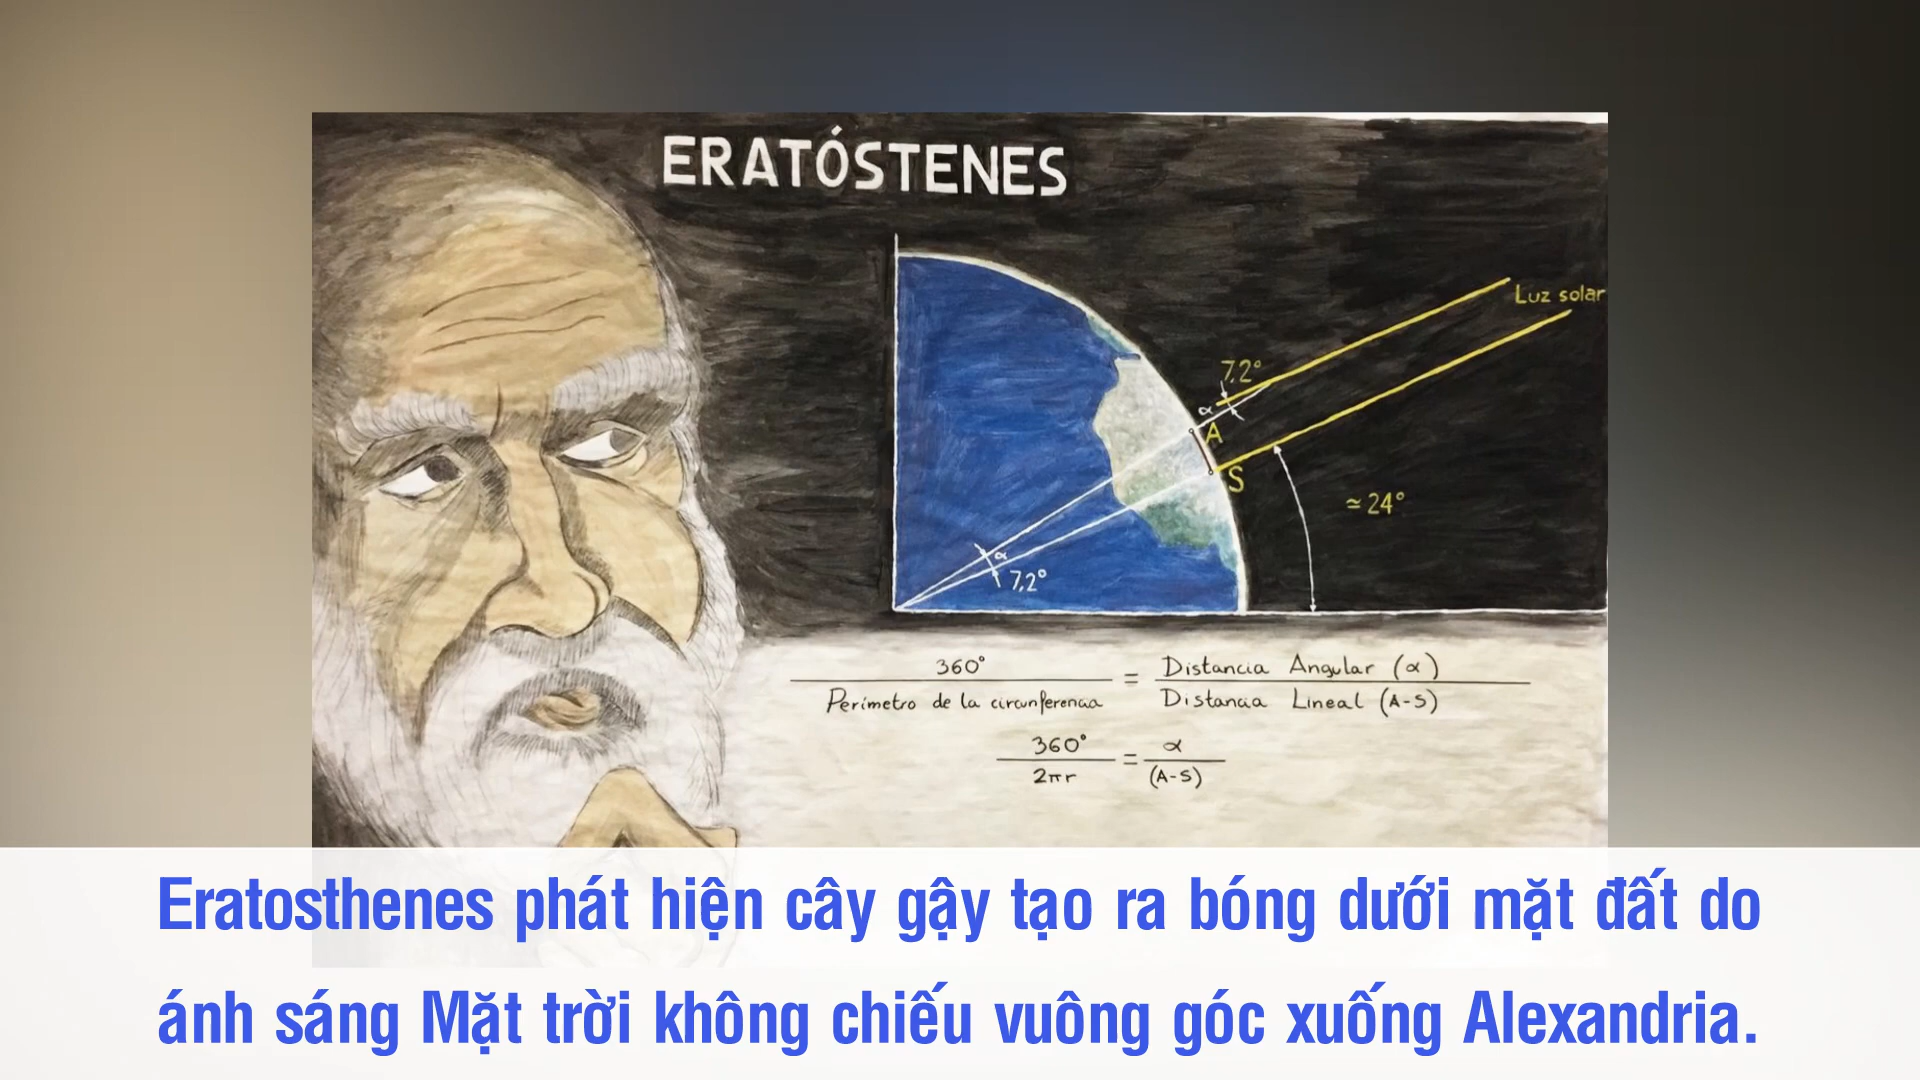 ERATÓSTENES
Luz solar
7,2°
α
A
S
≃ 24°
α
7,2°
360° = Distancia Angular (α)
Perímetro de la circunferencia Distancia Lineal (A-S)
360° = α
2πr (A-S)
Eratosthenes phát hiện cây gậy tạo ra bóng dưới mặt đất do
ánh sáng Mặt trời không chiếu vuông góc xuống Alexandria.